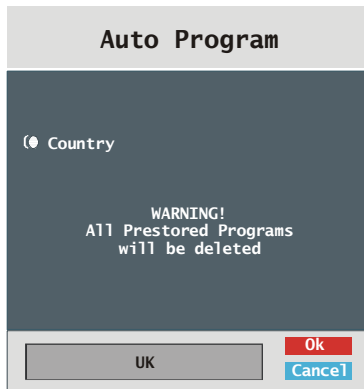 Auto Program
Country
WARNING!
All Prestored Programs
will be deleted
UK
Ok
Cancel